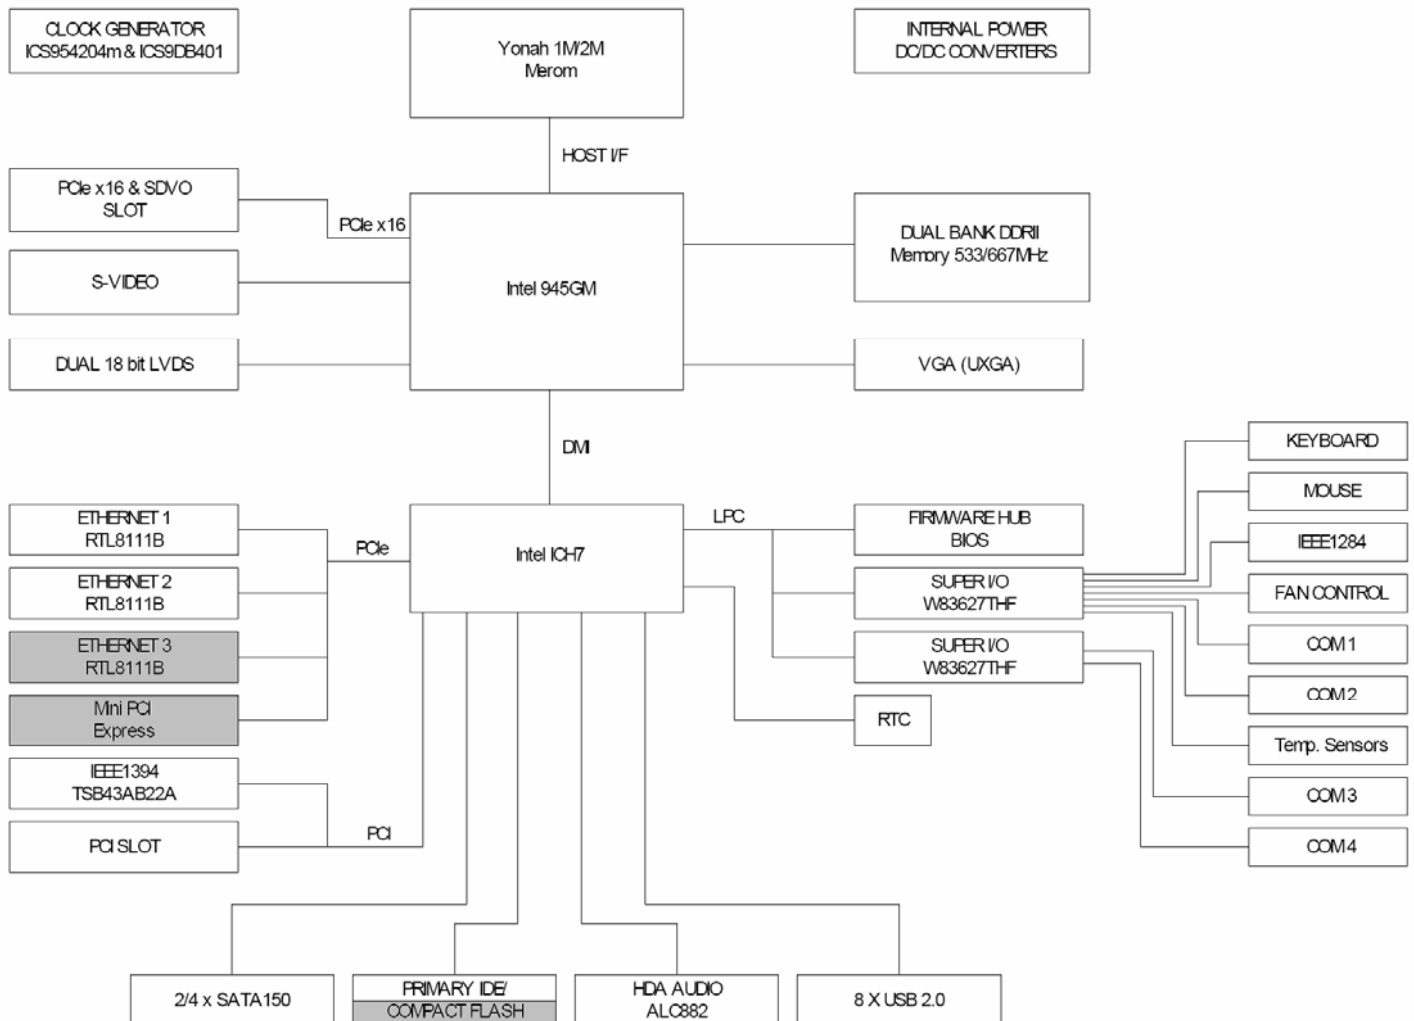 CLOCK GENERATOR
ICS954204m & ICS9DB401
Yonah 1M/2M
Merom
INTERNAL POWER
DC/DC CONVERTERS
HOST I/F
PCIe x16 & SDVO
SLOT
PCIe x16
S-VIDEO
DUAL 18 bit LVDS
Intel 945GM
DUAL BANK DDRII
Memory 533/667MHz
VGA (UXGA)
DMI
ETHERNET 1
RTL8111B
ETHERNET 2
RTL8111B
ETHERNET 3
RTL8111B
Mini PCI
Express
IEEE1394
TSB43AB22A
PCI SLOT
PCIe
PCI
Intel ICH7
LPC
FIRMWARE HUB
BIOS
SUPER I/O
W83627THF
SUPER I/O
W83627THF
RTC
KEYBOARD
MOUSE
IEEE1284
FAN CONTROL
COM 1
COM 2
Temp. Sensors
COM 3
COM 4
2/4 x SATA150
PRIMARY IDE/
COMPACT FLASH
HDA AUDIO
ALC882
8 X USB 2.0